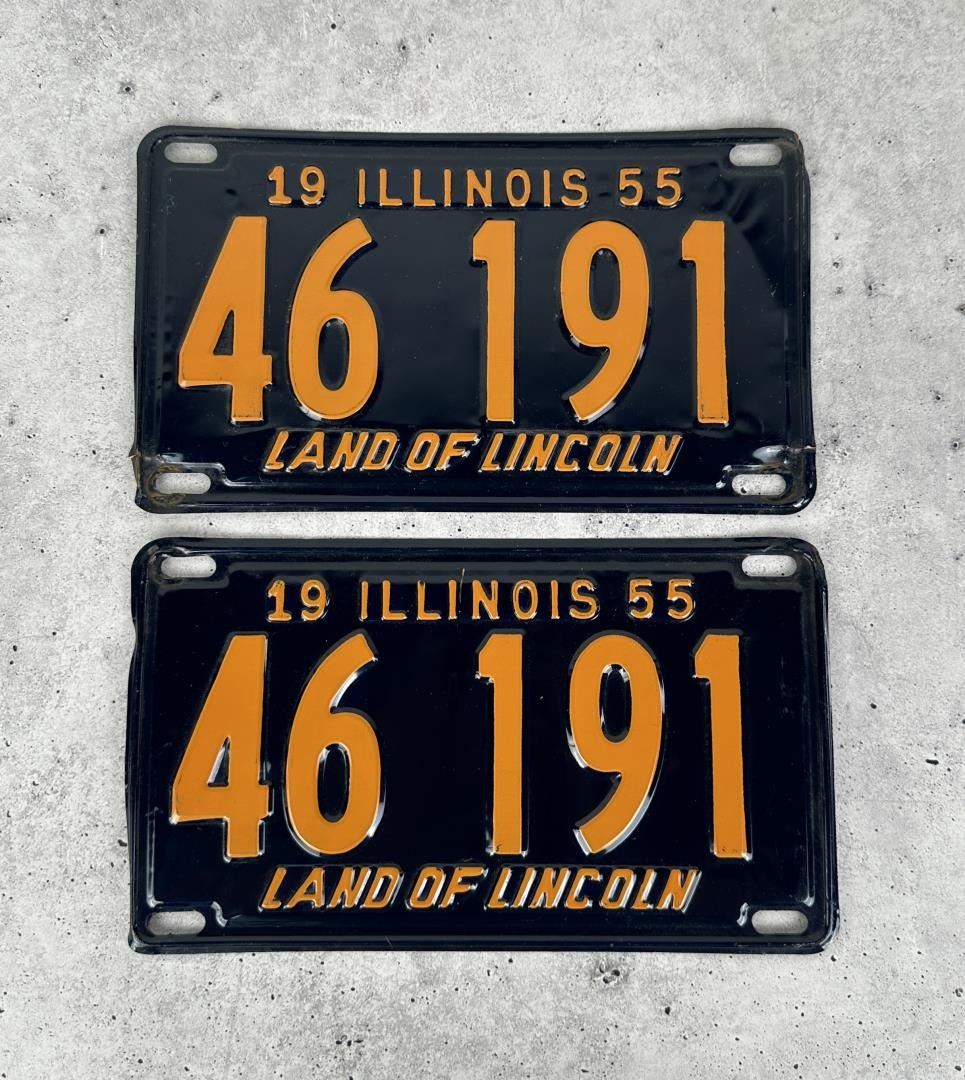 19 ILLINOIS 55
46 191
LAND OF LINCOLN
19 ILLINOIS 55
46 191
LAND OF LINCOLN